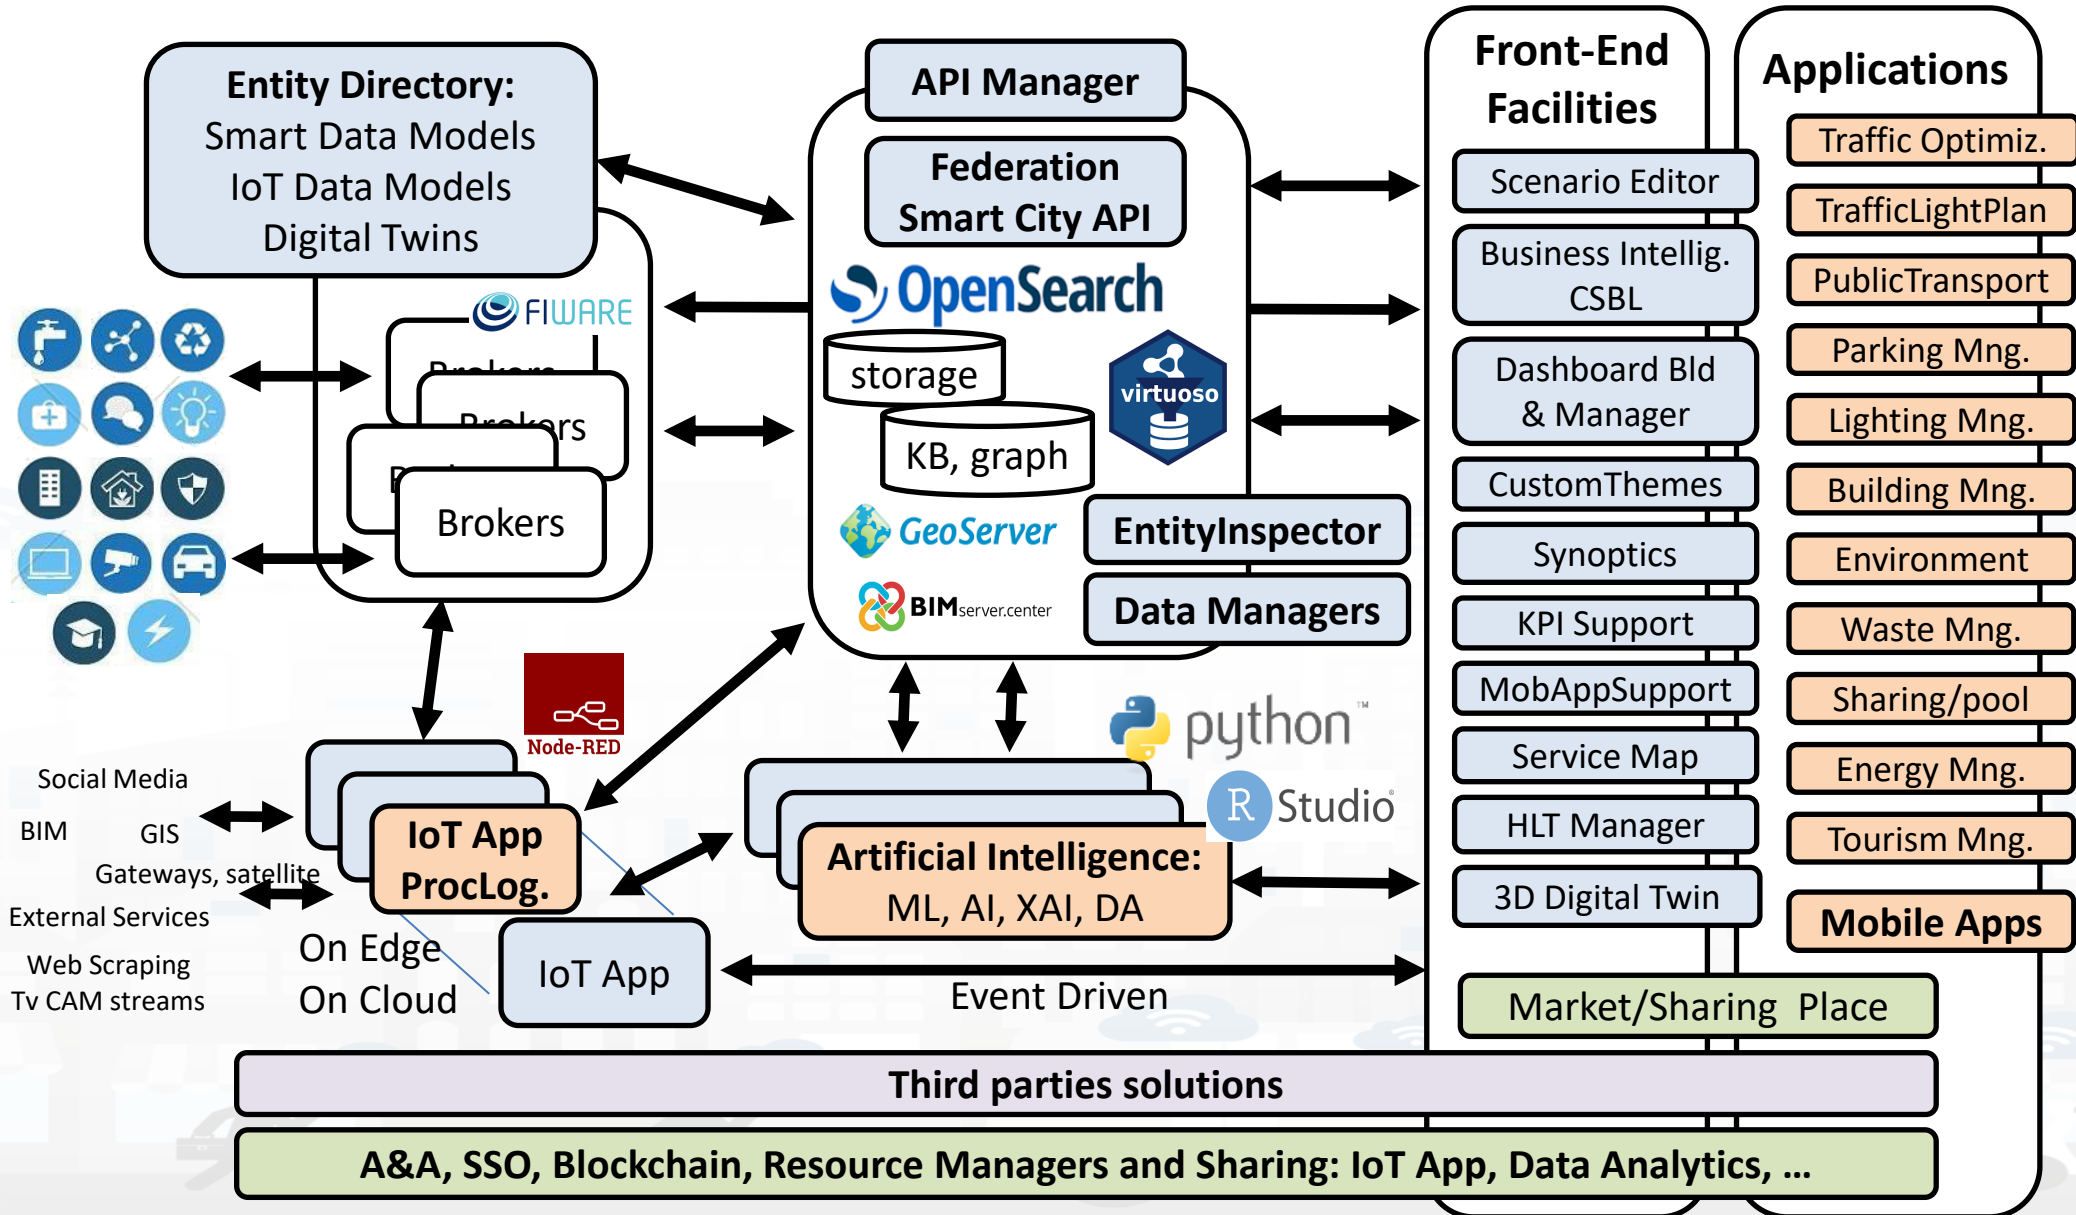 Entity Directory:
Smart Data Models
IoT Data Models
Digital Twins
FIWARE
Brokers
Brokers
Brokers
API Manager
Federation
Smart City API
OpenSearch
storage
virtuoso
KB, graph
GeoServer
EntityInspector
BIMserver.center
Data Managers
Node-RED
python™
R Studio®
Social Media
BIM
GIS
Gateways, satellite
External Services
Web Scraping
Tv CAM streams
IoT App
ProcLog.
On Edge
On Cloud
IoT App
Artificial Intelligence:
ML, AI, XAI, DA
Event Driven
Front-End
Facilities
Scenario Editor
Business Intellig.
CSBL
Dashboard Bld
& Manager
CustomThemes
Synoptics
KPI Support
MobAppSupport
Service Map
HLT Manager
3D Digital Twin
Applications
Traffic Optimiz.
TrafficLightPlan
PublicTransport
Parking Mng.
Lighting Mng.
Building Mng.
Environment
Waste Mng.
Sharing/pool
Energy Mng.
Tourism Mng.
Mobile Apps
Market/Sharing Place
Third parties solutions
A&A, SSO, Blockchain, Resource Managers and Sharing: IoT App, Data Analytics, ...